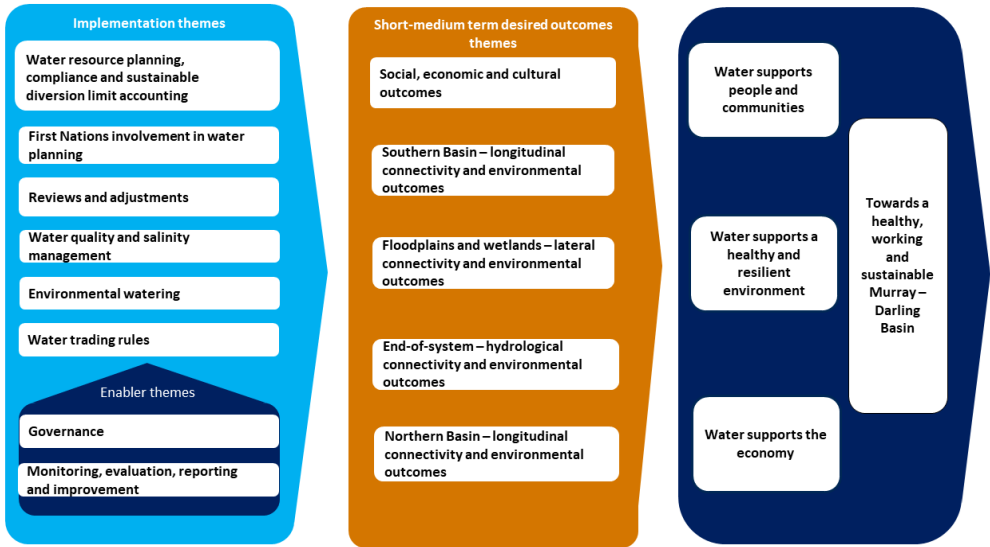 Implementation themes
Water resource planning,
compliance and sustainable
diversion limit accounting
First Nations involvement in water
planning
Reviews and adjustments
Water quality and salinity
management
Environmental watering
Water trading rules
Enabler themes
Governance
Monitoring, evaluation, reporting
and improvement
Short-medium term desired outcomes
themes
Social, economic and cultural
outcomes
Southern Basin – longitudinal
connectivity and environmental
outcomes
Floodplains and wetlands – lateral
connectivity and environmental
outcomes
End-of-system – hydrological
connectivity and environmental
outcomes
Northern Basin – longitudinal
connectivity and environmental
outcomes
Water supports
people and
communities
Water supports a
healthy and
resilient
environment
Water supports the
economy
Towards a
healthy,
working
and
sustainable
Murray –
Darling
Basin